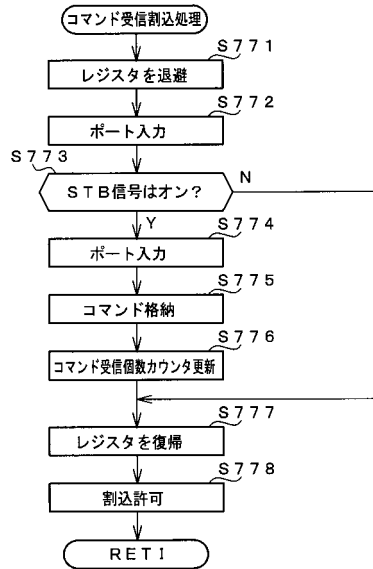 コマンド受信割込処理
S771
レジスタを退避
S772
ポート入力
S773
STB信号はオン?
N
Y
S774
ポート入力
S775
コマンド格納
S776
コマンド受信個数カウンタ更新
S777
レジスタを復帰
S778
割込許可
RETI